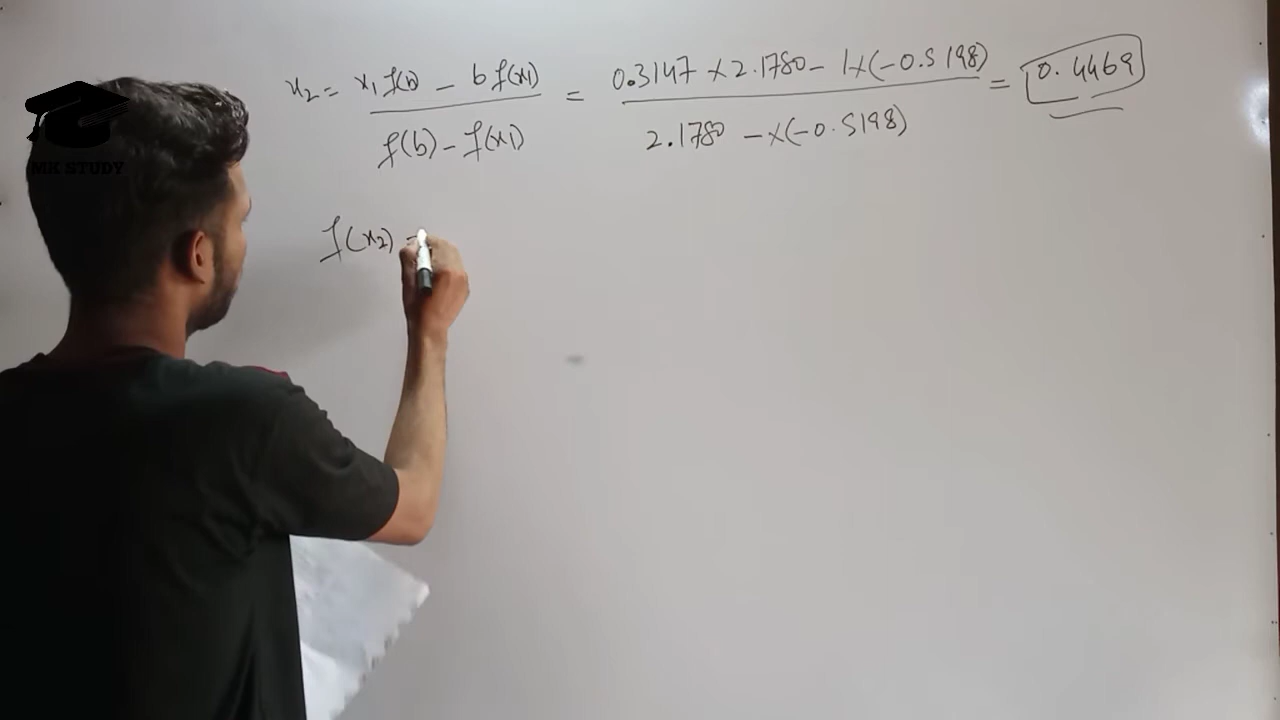 x₂ = x₁ f(b) − b f(x₁) / f(b) − f(x₁) = 0.3147 × 2.1780 − 1×(−0.5198) / 2.1780 − ×(−0.5198) = 0.4469
f(x₂) =
MK STUDY